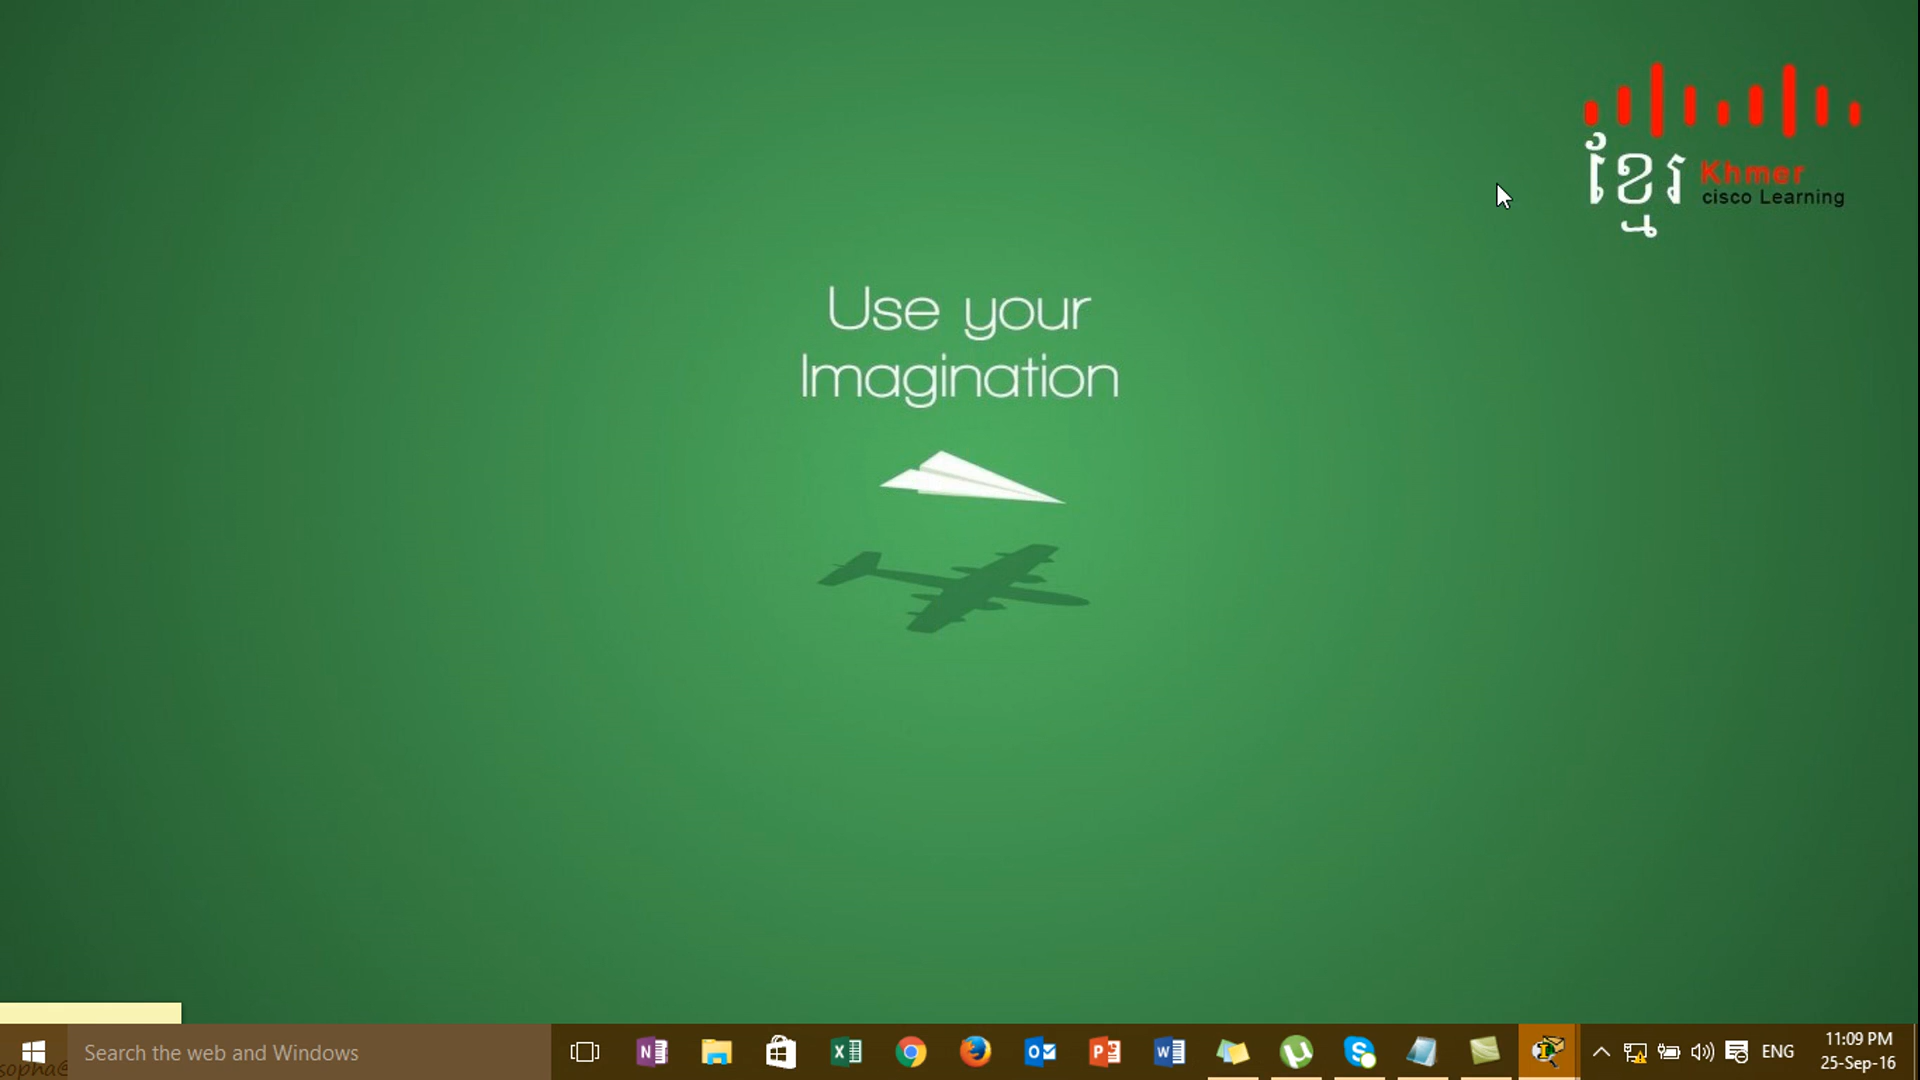 ខ្មែរ
Khmer
cisco Learning
Use your
Imagination
Search the web and Windows
ENG
11:09 PM
25-Sep-16